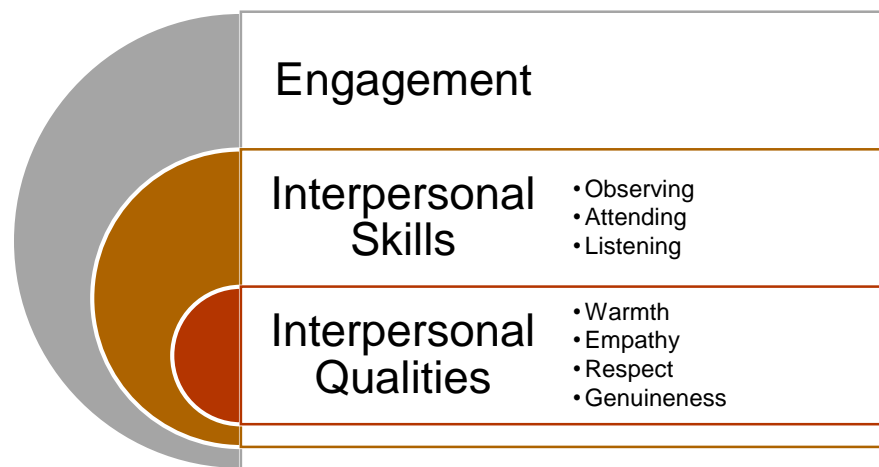 Engagement
Interpersonal
Skills
•Observing
•Attending
•Listening
Interpersonal
Qualities
•Warmth
•Empathy
•Respect
•Genuineness